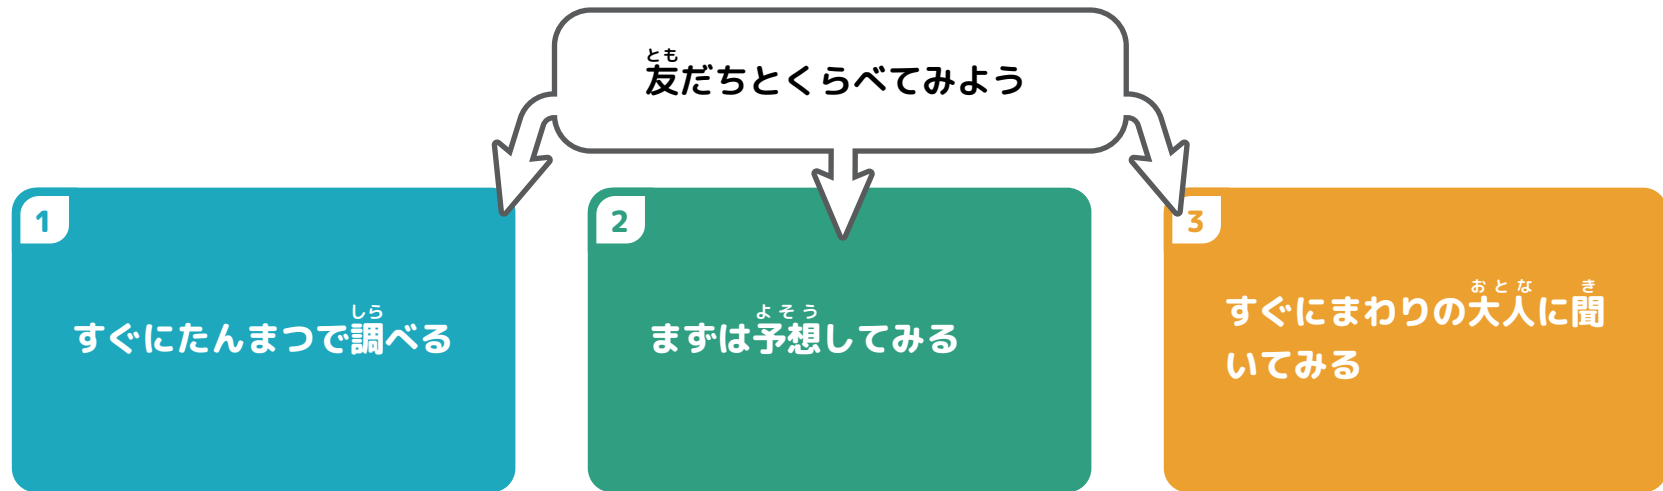 友だちとくらべてみよう
1
すぐにたんまつで調べる
2
まずは予想してみる
3
すぐにまわりの大人に聞
いてみる